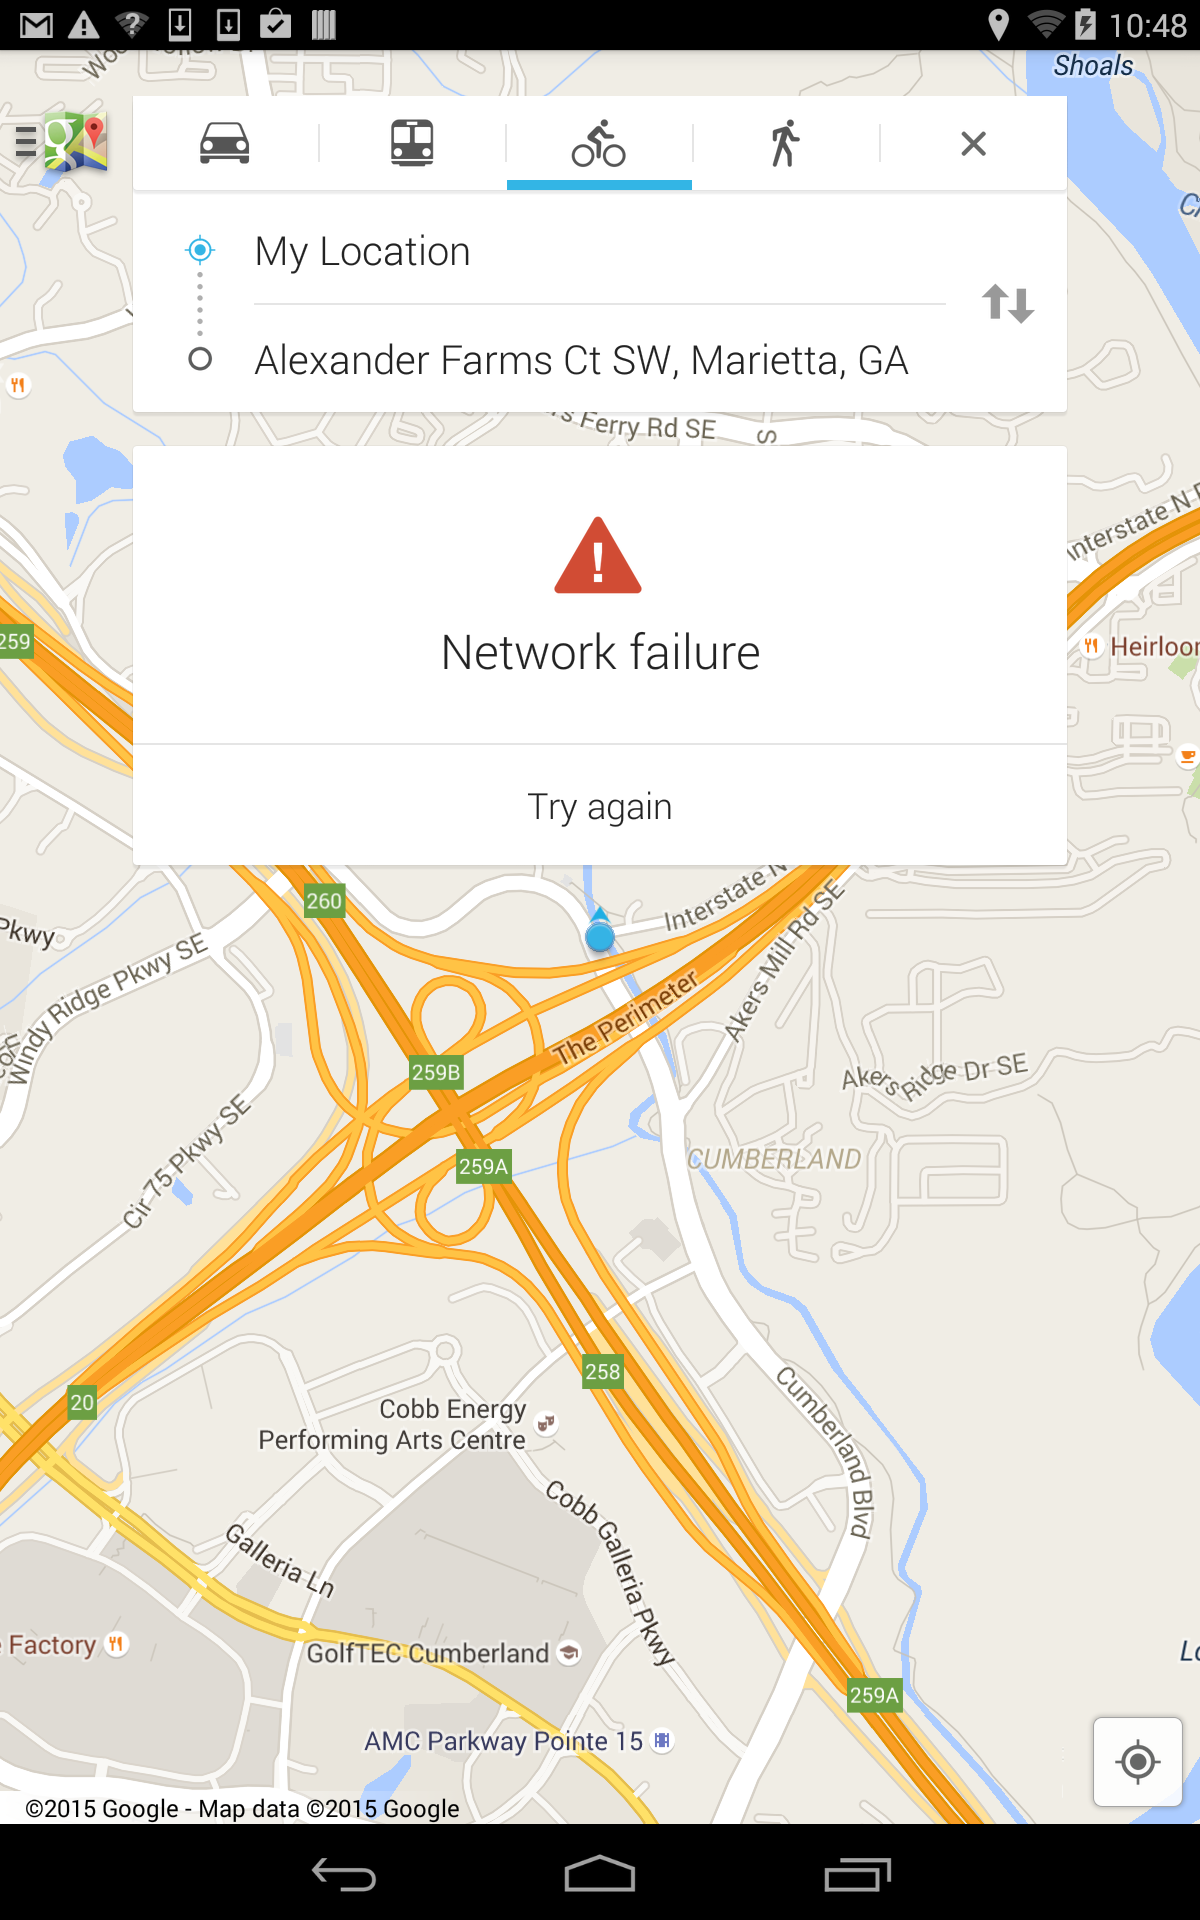 10:48
Shoals
My Location
Alexander Farms Ct SW, Marietta, GA
Ferry Rd SE
S
Interstate N
259
Network failure
Heirloo
Try again
260
Interstate N
Pkwy
Windy Ridge Pkwy SE
Akers Mill Rd SE
The Perimeter
259B
Akers Ridge Dr SE
Cir 75 Pkwy SE
259A
CUMBERLAND
258
20
Cobb Energy
Performing Arts Centre
Cumberland Blvd
Cobb Galleria Pkwy
Galleria Ln
Factory
GolfTEC Cumberland
259A
AMC Parkway Pointe 15
©2015 Google - Map data ©2015 Google